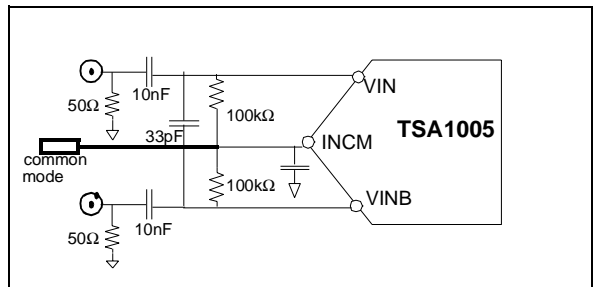 50Ω
10nF
33pF
100kΩ
VIN
TSA1005
INCM
common
mode
100kΩ
VINB
50Ω
10nF